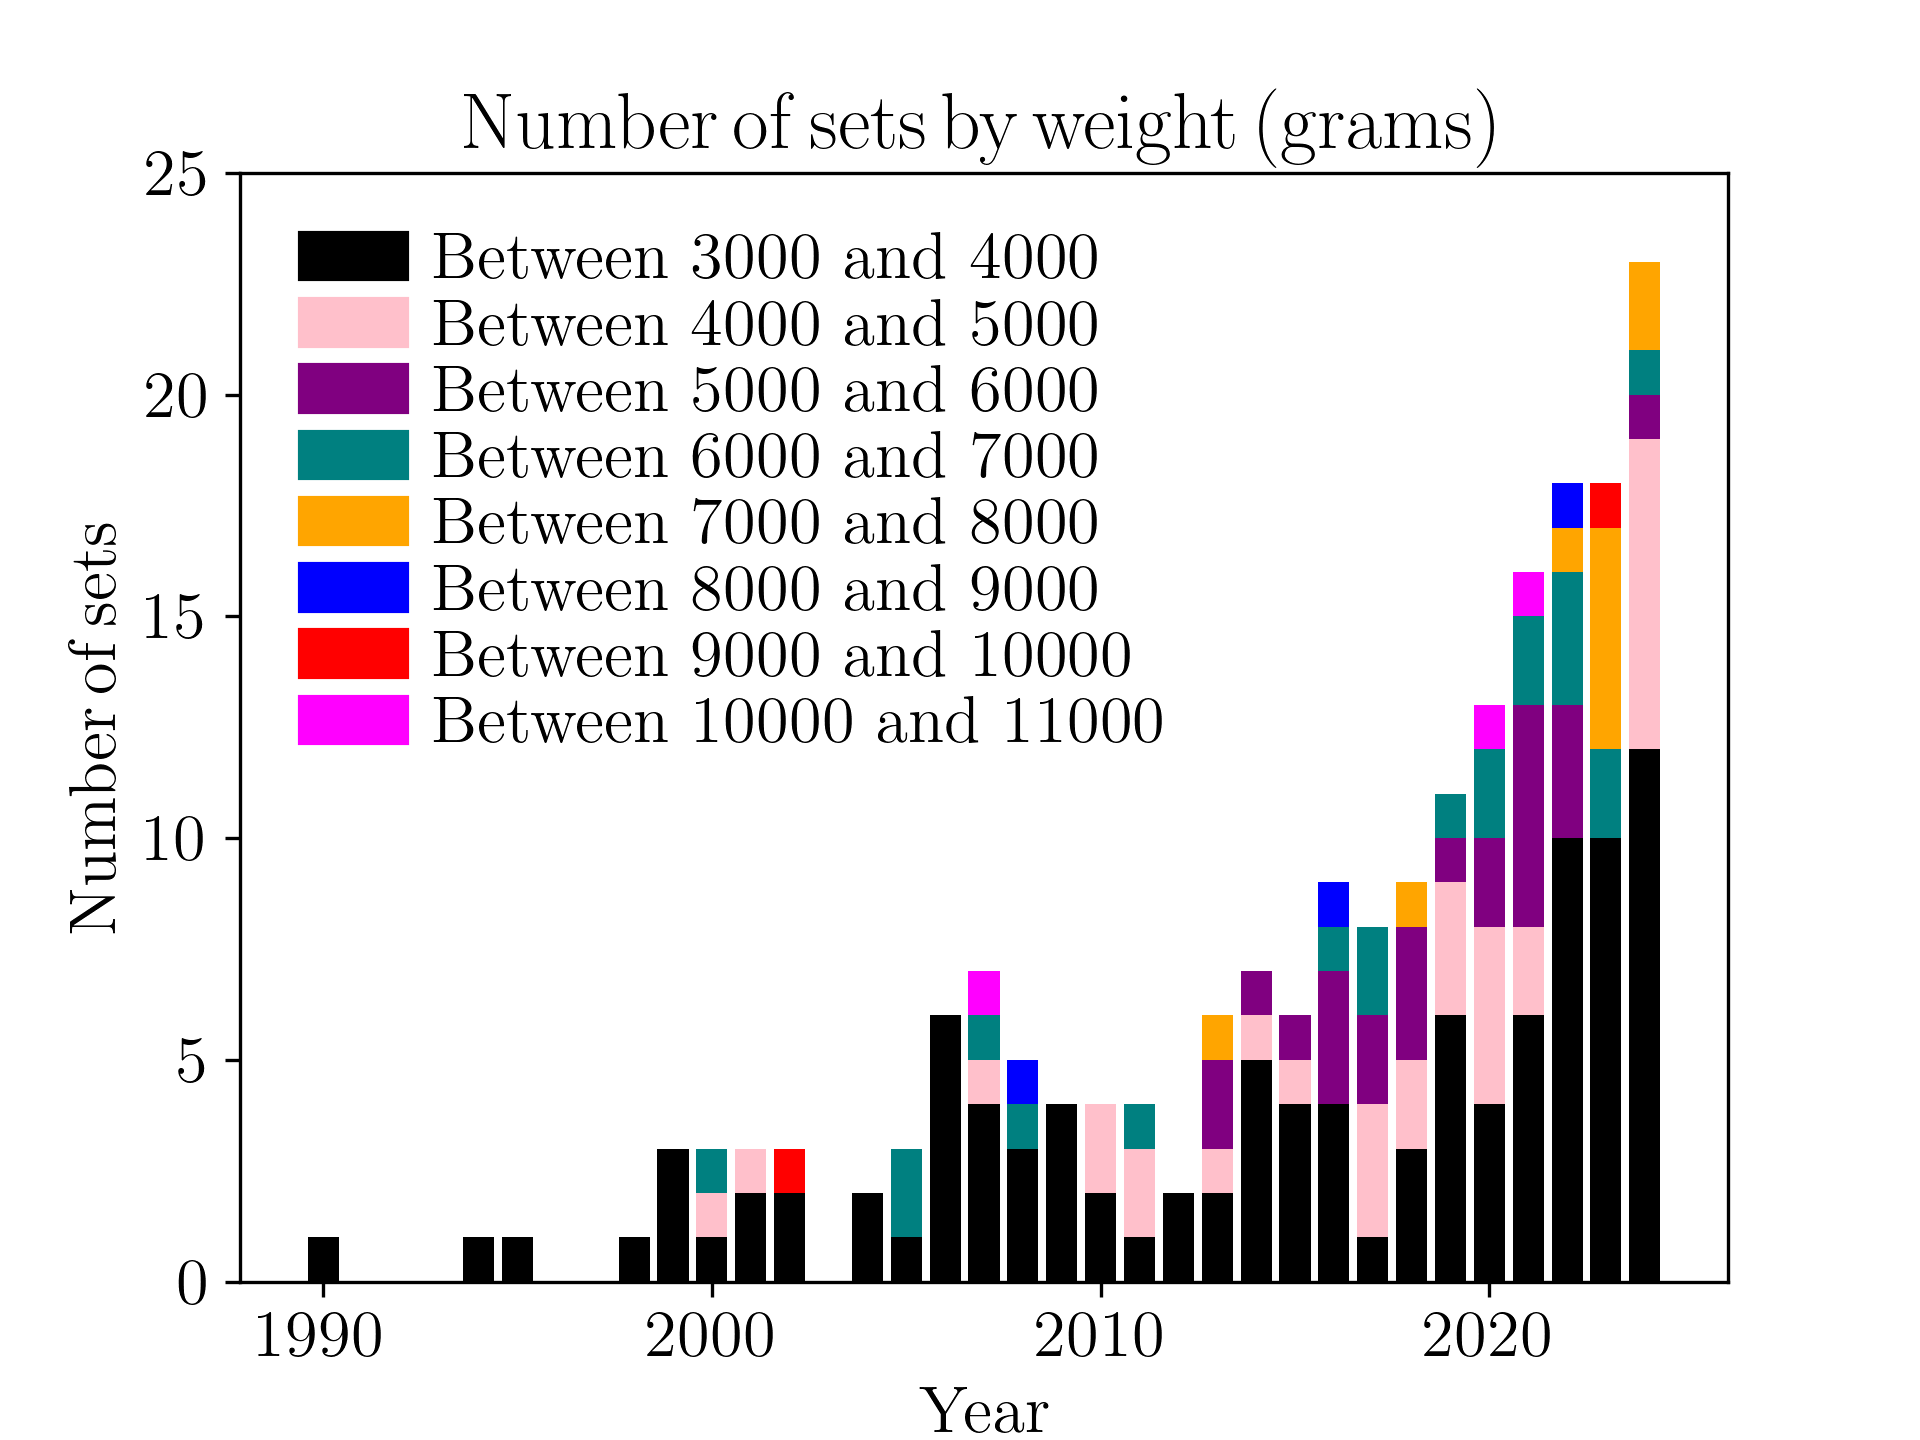 Number of sets by weight (grams)
25
20
15
10
5
0
Number of sets
Between 3000 and 4000
Between 4000 and 5000
Between 5000 and 6000
Between 6000 and 7000
Between 7000 and 8000
Between 8000 and 9000
Between 9000 and 10000
Between 10000 and 11000
1990 2000 2010 2020
Year